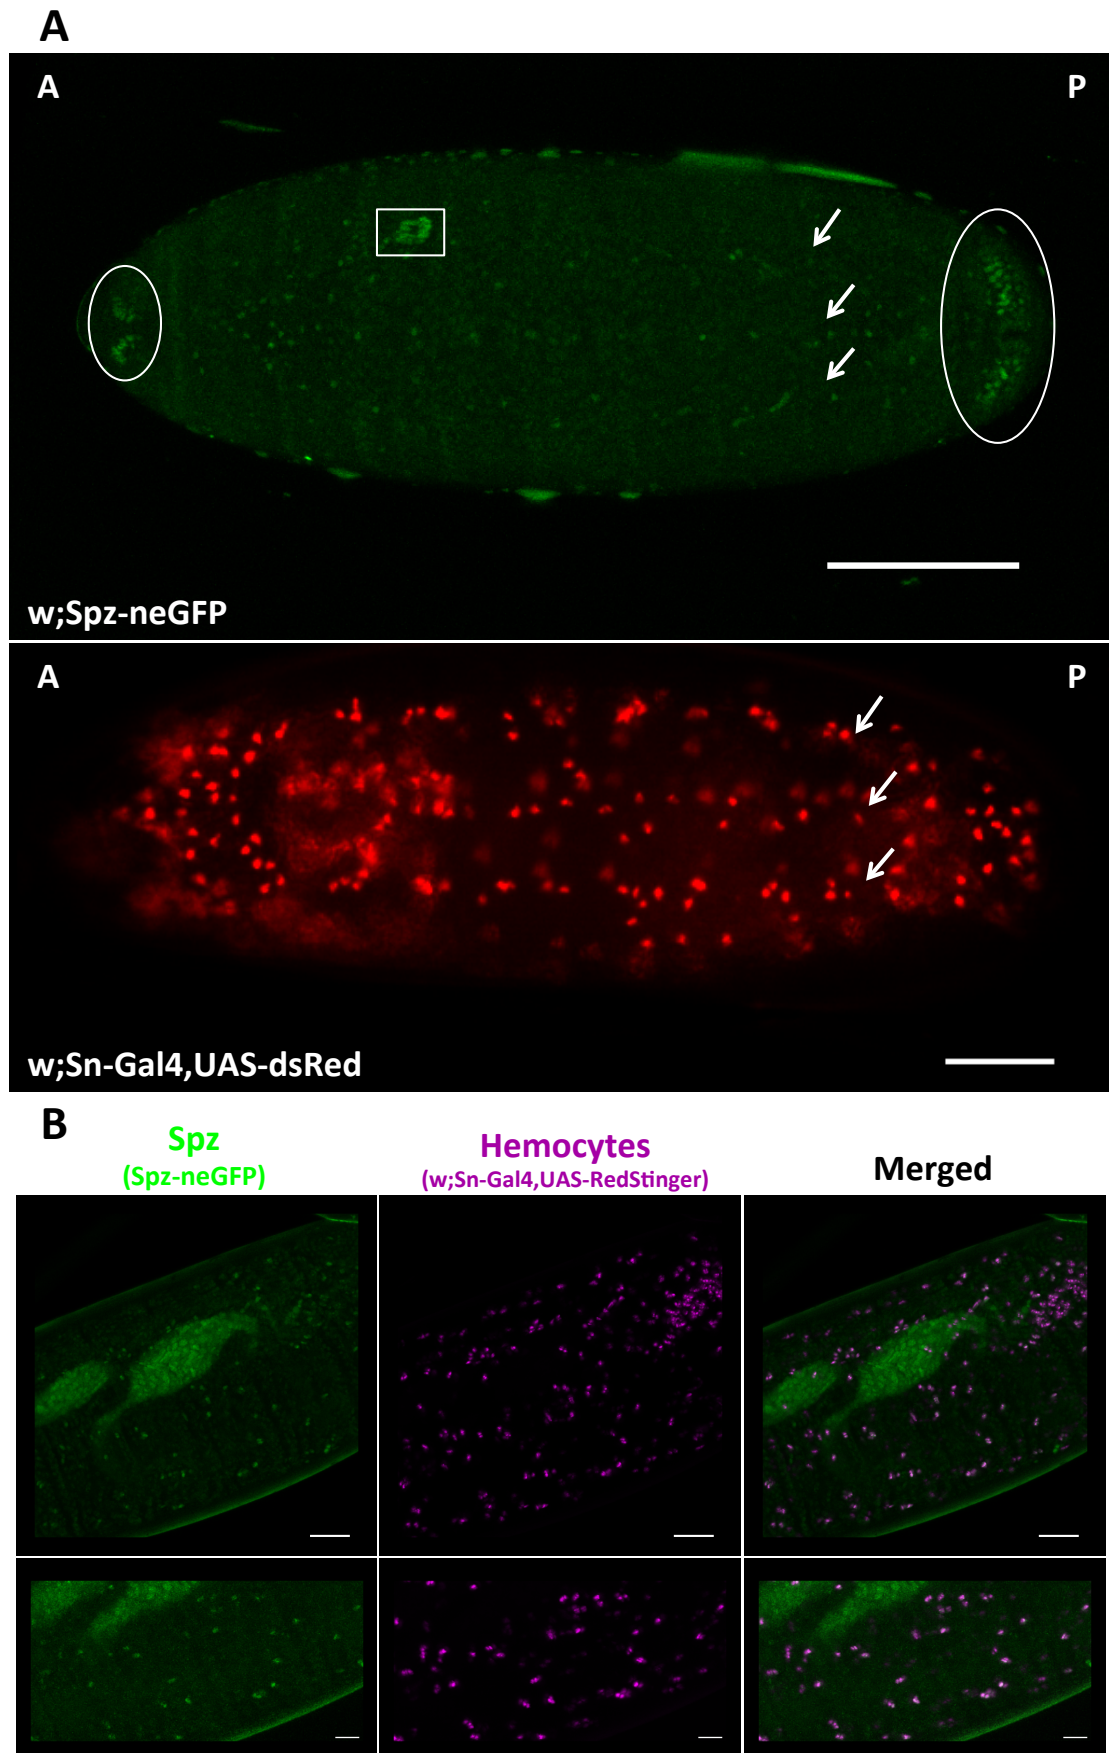 A
A P
w;Spz-neGFP
A P
w;Sn-Gal4,UAS-dsRed
B
Spz
(Spz-neGFP)
Hemocytes
(w;Sn-Gal4,UAS-RedStinger)
Merged